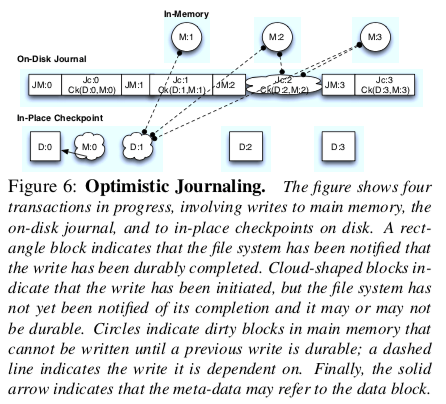 In-Memory
M:1 M:2 M:3
On-Disk Journal
JM:0 Jc:0 Ck(D:0,M:0) JM:1 Jc:1 Ck(D:1,M:1) JM:2 Jc:2 Ck(D:2,M;2) JM:3 Jc:3 Ck(D:3,M:3)
In-Place Checkpoint
D:0 M:0 D:1 D:2 D:3
Figure 6: Optimistic Journaling. The figure shows four
transactions in progress, involving writes to main memory, the
on-disk journal, and to in-place checkpoints on disk. A rect-
angle block indicates that the file system has been notified that
the write has been durably completed. Cloud-shaped blocks in-
dicate that the write has been initiated, but the file system has
not yet been notified of its completion and it may or may not
be durable. Circles indicate dirty blocks in main memory that
cannot be written until a previous write is durable; a dashed
line indicates the write it is dependent on. Finally, the solid
arrow indicates that the meta-data may refer to the data block.